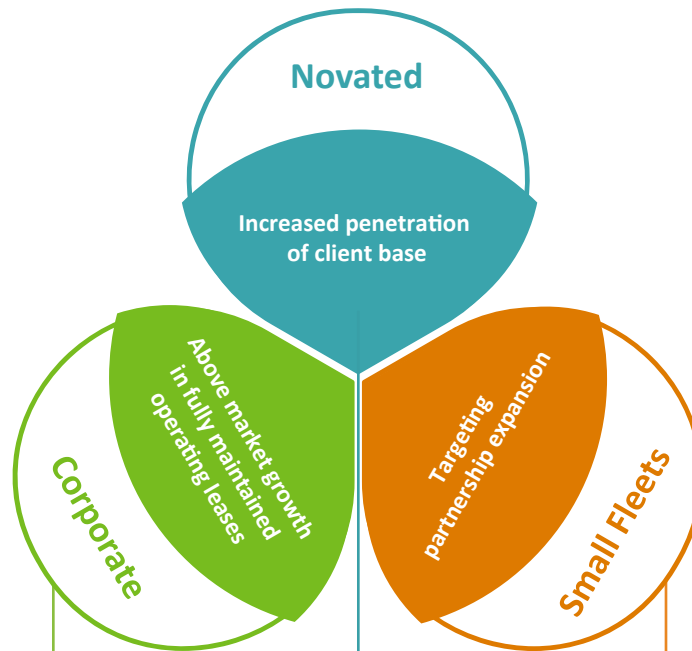 Novated
Increased penetration
of client base
Above market growth
in fully maintained
operating leases
Corporate
Targeting
partnership expansion
Small Fleets